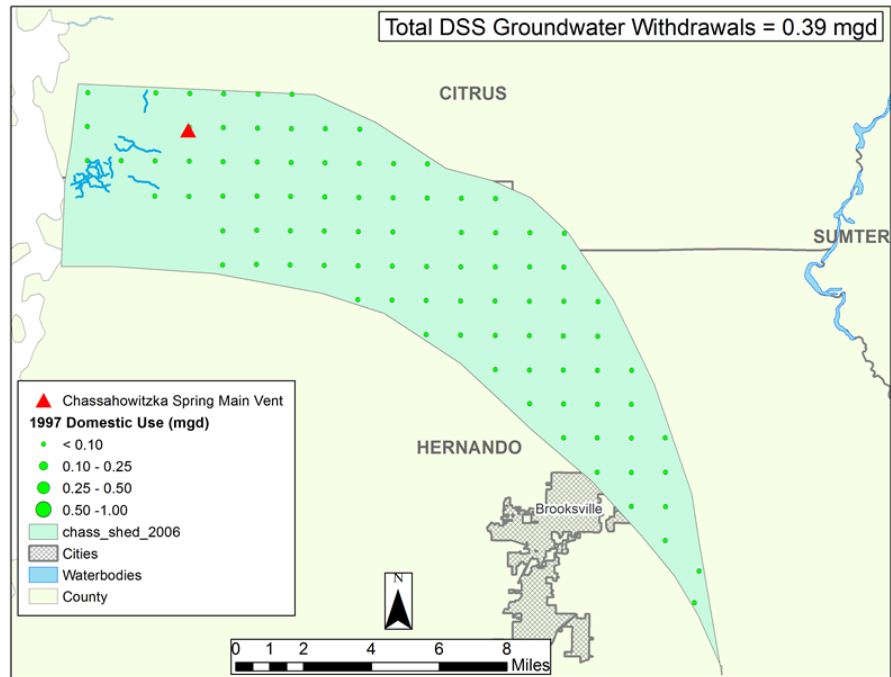 Total DSS Groundwater Withdrawals = 0.39 mgd
CITRUS
SUMTER
HERNANDO
Brooksville
Chassahowitzka Spring Main Vent
1997 Domestic Use (mgd)
< 0.10
0.10 - 0.25
0.25 - 0.50
0.50 -1.00
chass_shed_2006
Cities
Waterbodies
County
N
0 1 2 4 6 8
Miles